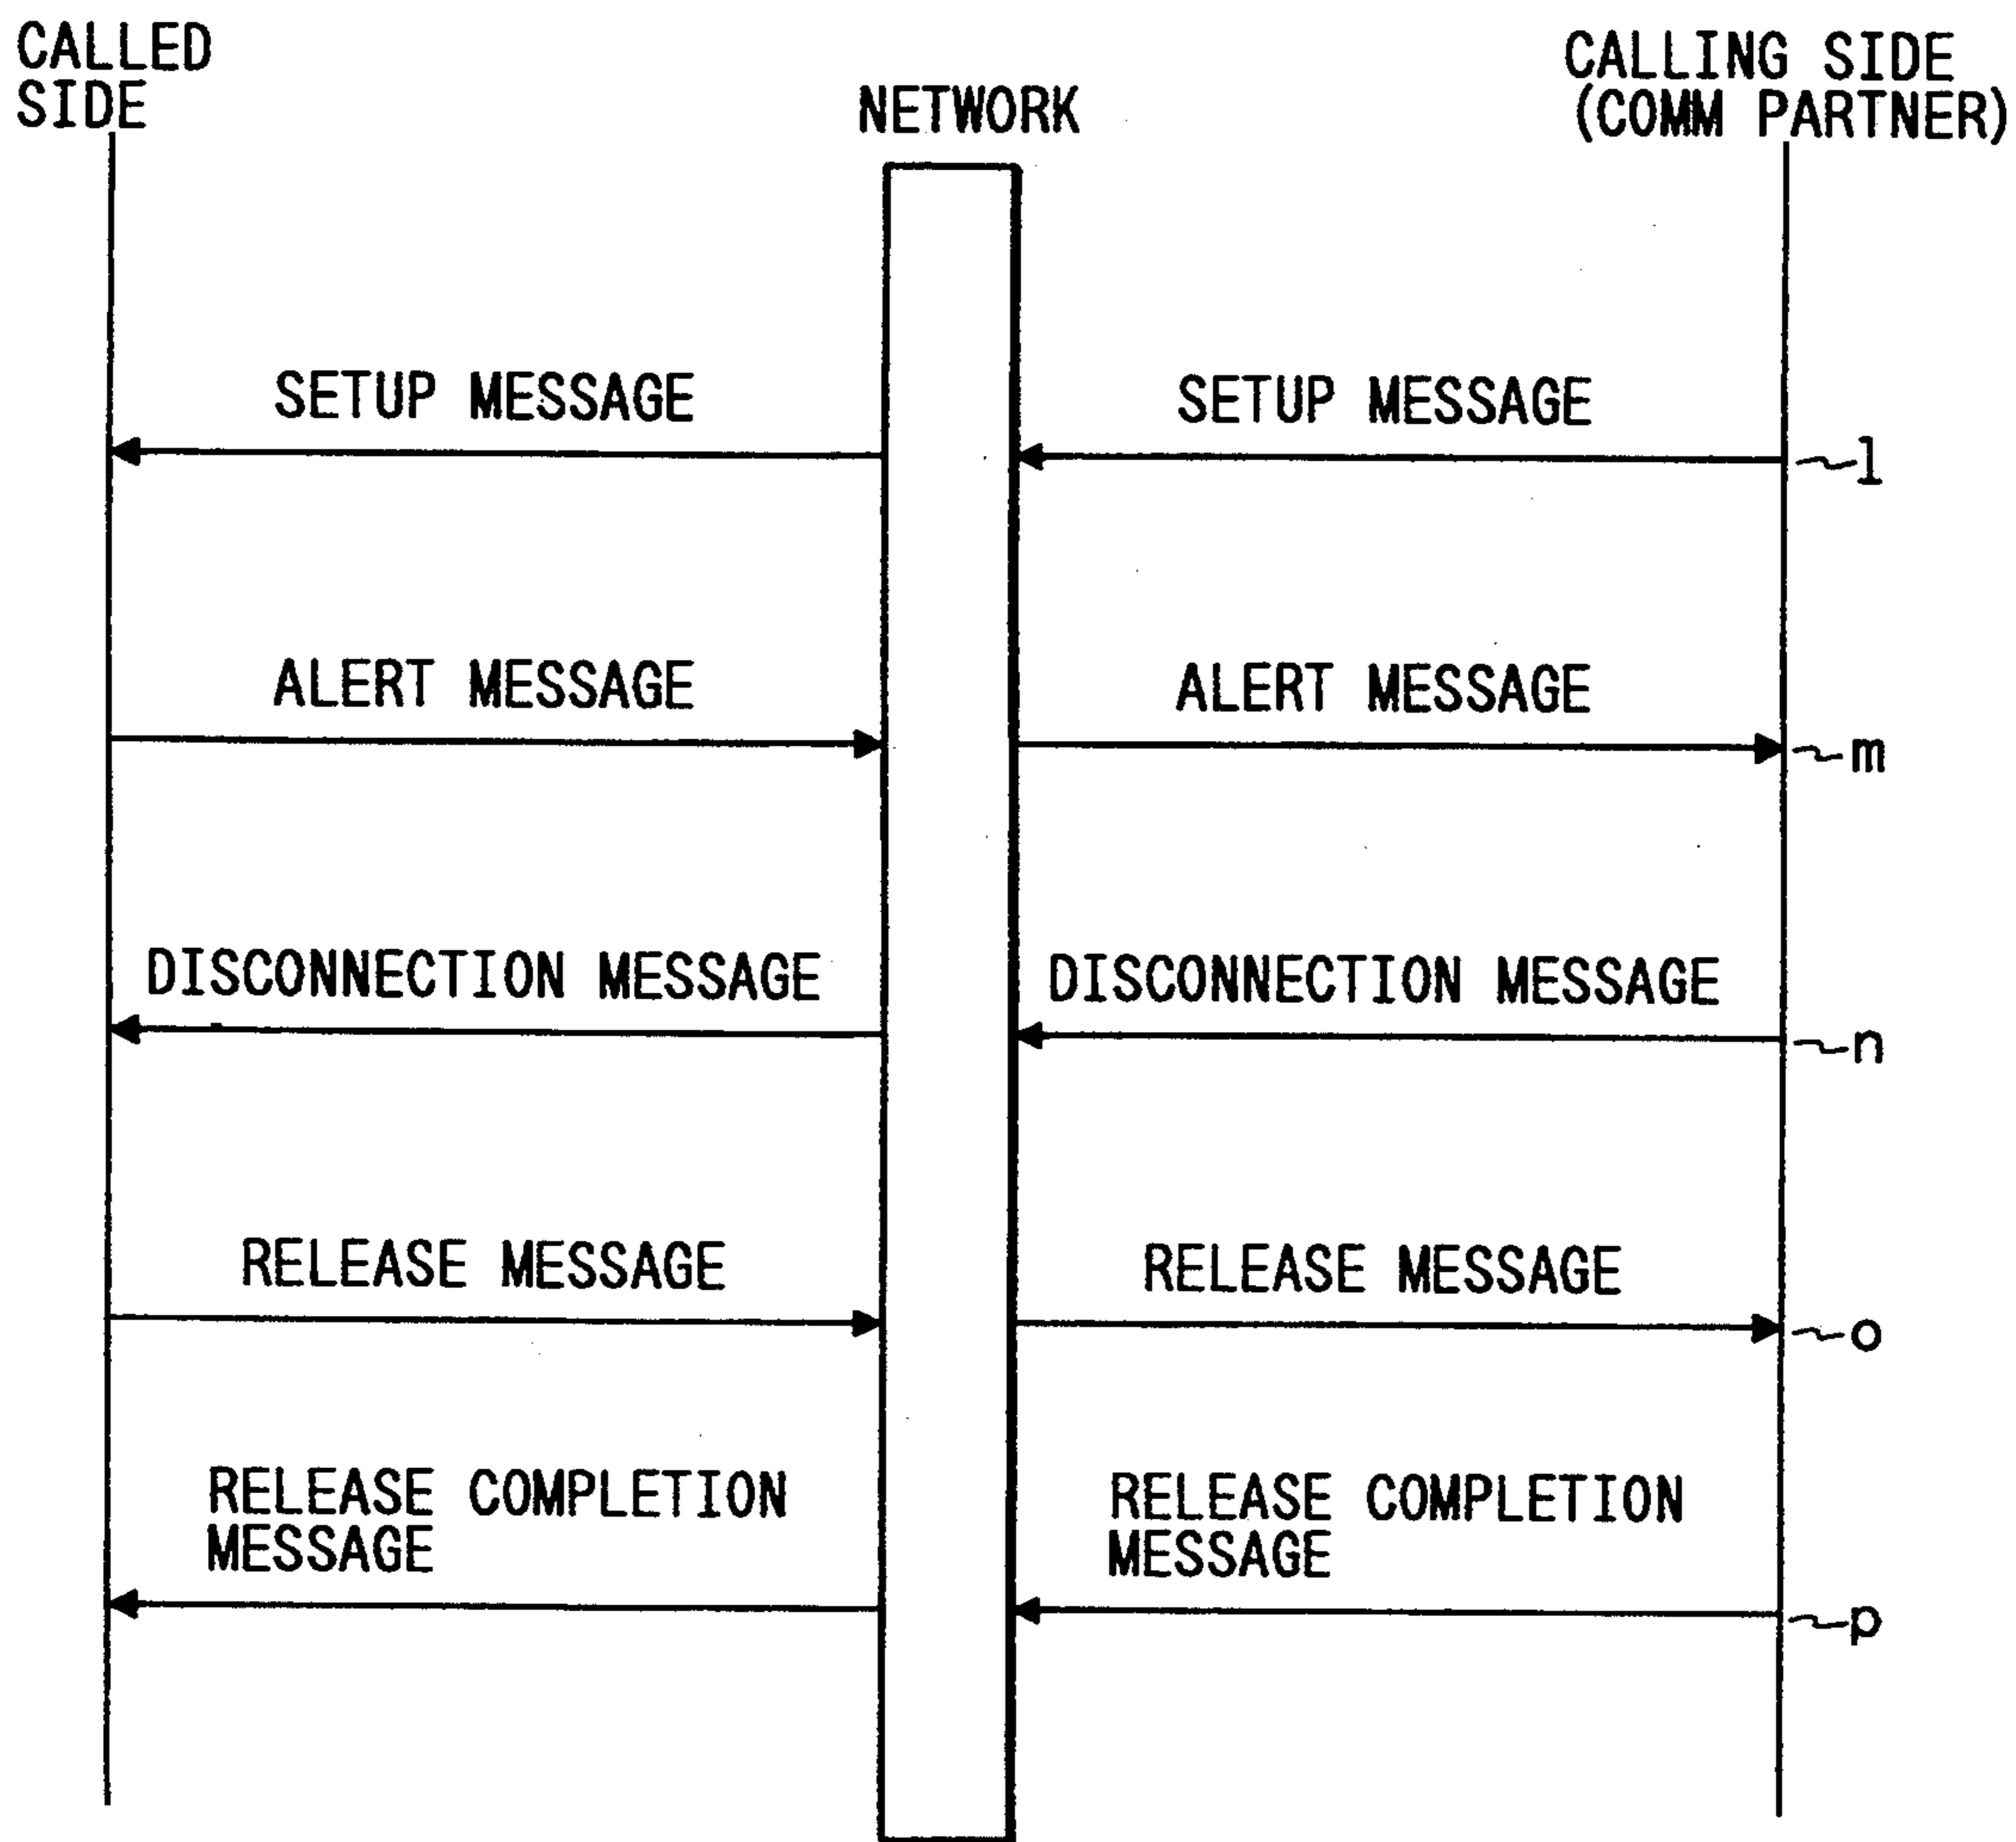 CALLED
SIDE
NETWORK
CALLING SIDE
(COMM PARTNER)
SETUP MESSAGE
SETUP MESSAGE
l
ALERT MESSAGE
ALERT MESSAGE
m
DISCONNECTION MESSAGE
DISCONNECTION MESSAGE
n
RELEASE MESSAGE
RELEASE MESSAGE
o
RELEASE COMPLETION
MESSAGE
RELEASE COMPLETION
MESSAGE
p